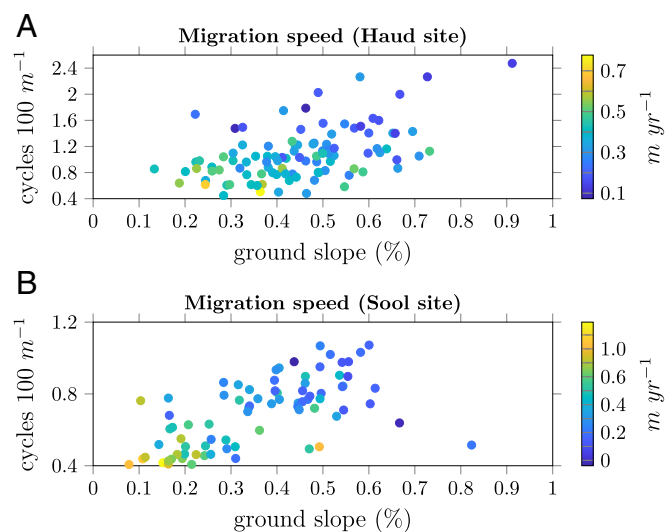 A
Migration speed (Haud site)
cycles 100 m⁻¹
2.4
2
1.6
1.2
0.8
0.4
0 0.1 0.2 0.3 0.4 0.5 0.6 0.7 0.8 0.9 1
ground slope (%)
0.7
0.5
0.3
0.1
m yr⁻¹
B
Migration speed (Sool site)
cycles 100 m⁻¹
1.2
0.8
0.4
0 0.1 0.2 0.3 0.4 0.5 0.6 0.7 0.8 0.9 1
ground slope (%)
1.0
0.8
0.6
0.4
0.2
0
m yr⁻¹